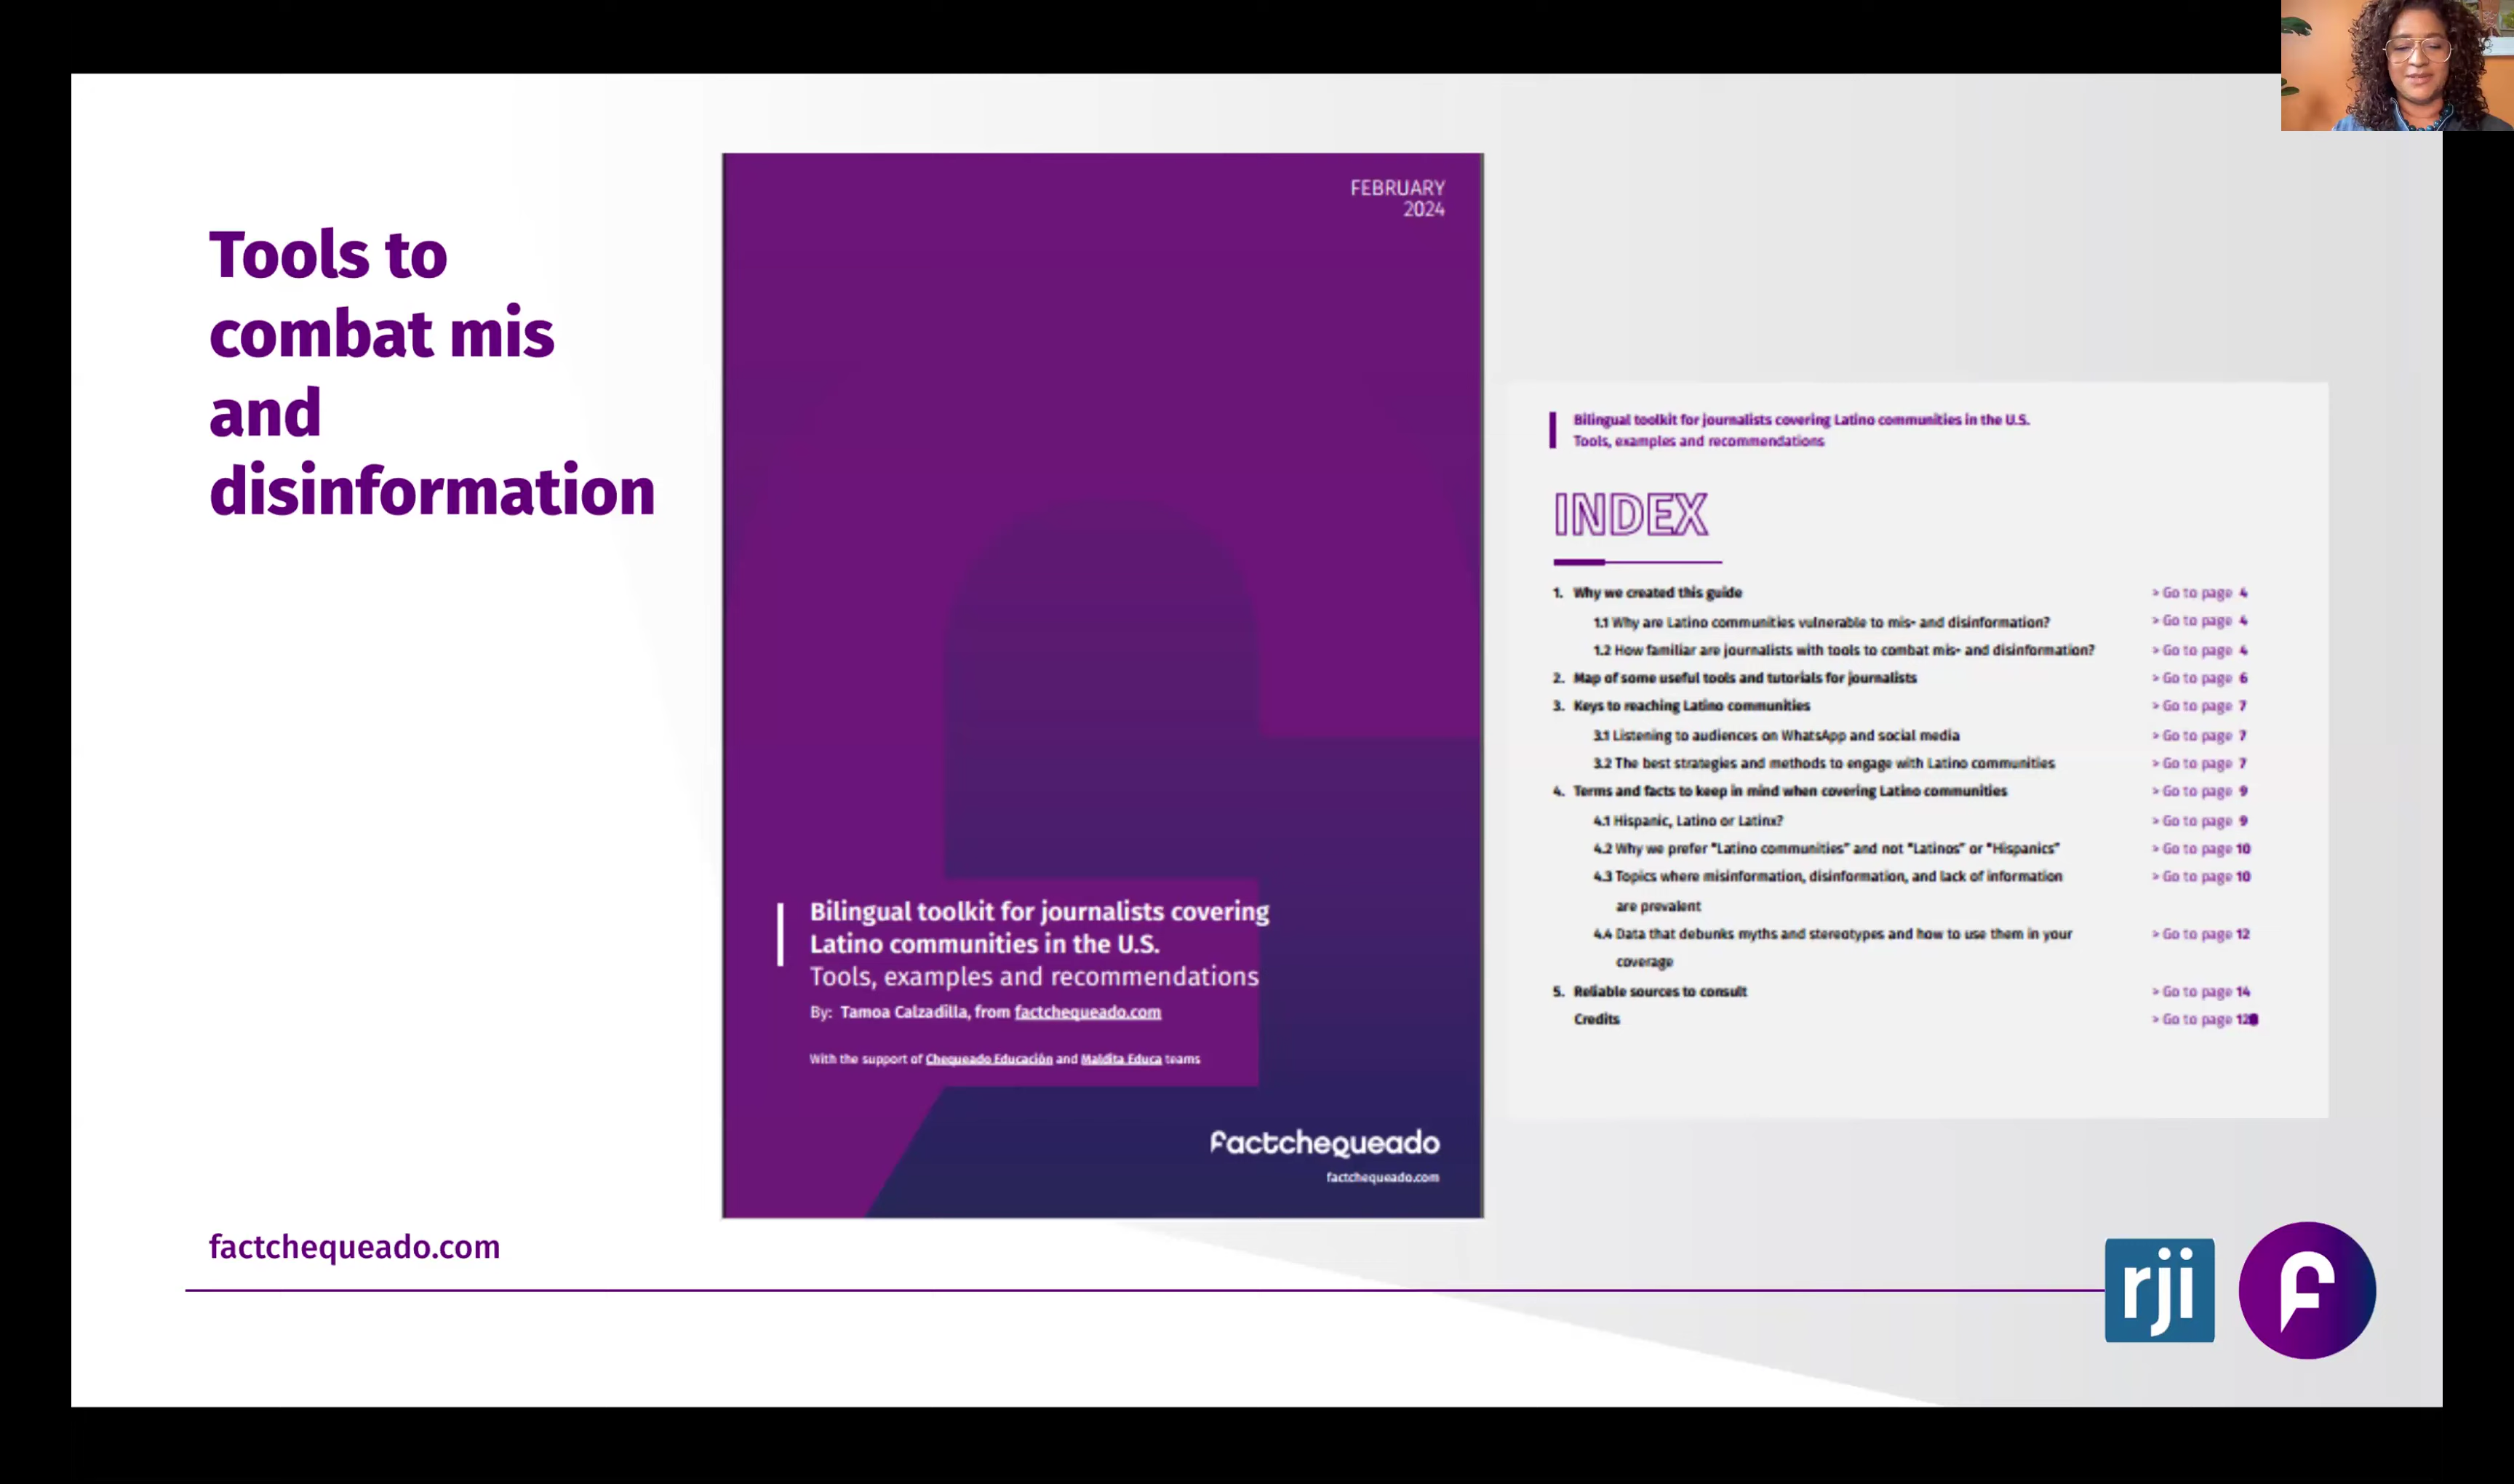 Tools to
combat mis
and
disinformation
FEBRUARY
2024
Bilingual toolkit for journalists covering
Latino communities in the U.S.
Tools, examples and recommendations
By: Tamoa Calzadilla, from factchequeado.com
With the support of Chequeado Educación and Maldita Educa teams
factchequeado
factchequeado.com
Bilingual toolkit for journalists covering Latino communities in the U.S.
Tools, examples and recommendations
INDEX
1. Why we created this guide > Go to page 4
1.1 Why are Latino communities vulnerable to mis- and disinformation? > Go to page 4
1.2 How familiar are journalists with tools to combat mis- and disinformation? > Go to page 4
2. Map of some useful tools and tutorials for journalists > Go to page 6
3. Keys to reaching Latino communities > Go to page 7
3.1 Listening to audiences on WhatsApp and social media > Go to page 7
3.2 The best strategies and methods to engage with Latino communities > Go to page 7
4. Terms and facts to keep in mind when covering Latino communities > Go to page 9
4.1 Hispanic, Latino or Latinx? > Go to page 9
4.2 Why we prefer "Latino communities" and not "Latinos" or "Hispanics" > Go to page 10
4.3 Topics where misinformation, disinformation, and lack of information > Go to page 10
are prevalent
4.4 Data that debunks myths and stereotypes and how to use them in your > Go to page 12
coverage
5. Reliable sources to consult > Go to page 14
Credits > Go to page
factchequeado.com
rji